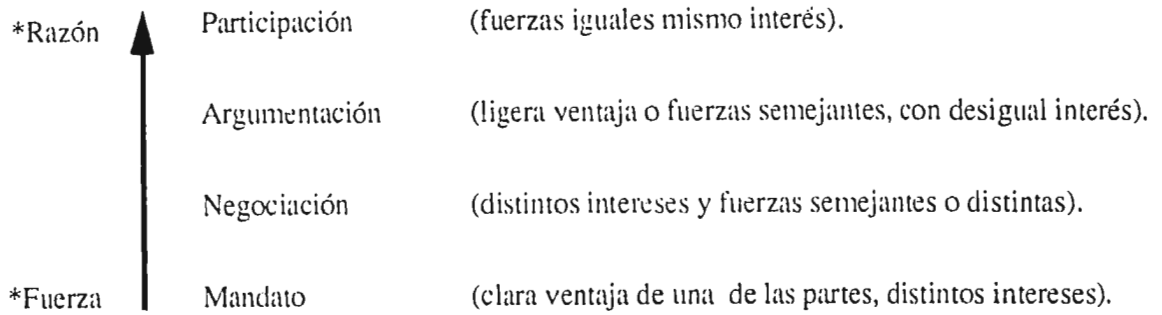 *Razón Participación (fuerzas iguales mismo interés).
Argumentación (ligera ventaja o fuerzas semejantes, con desigual interés).
Negociación (distintos intereses y fuerzas semejantes o distintas).
*Fuerza Mandato (clara ventaja de una de las partes, distintos intereses).